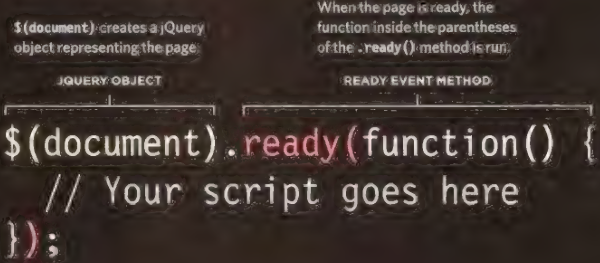 $(document) creates a jQuery
object representing the page
JQUERY OBJECT
When the page is ready, the
function inside the parentheses
of the .ready() method is run.
READY EVENT METHOD
$(document).ready(function() {
// Your script goes here
});